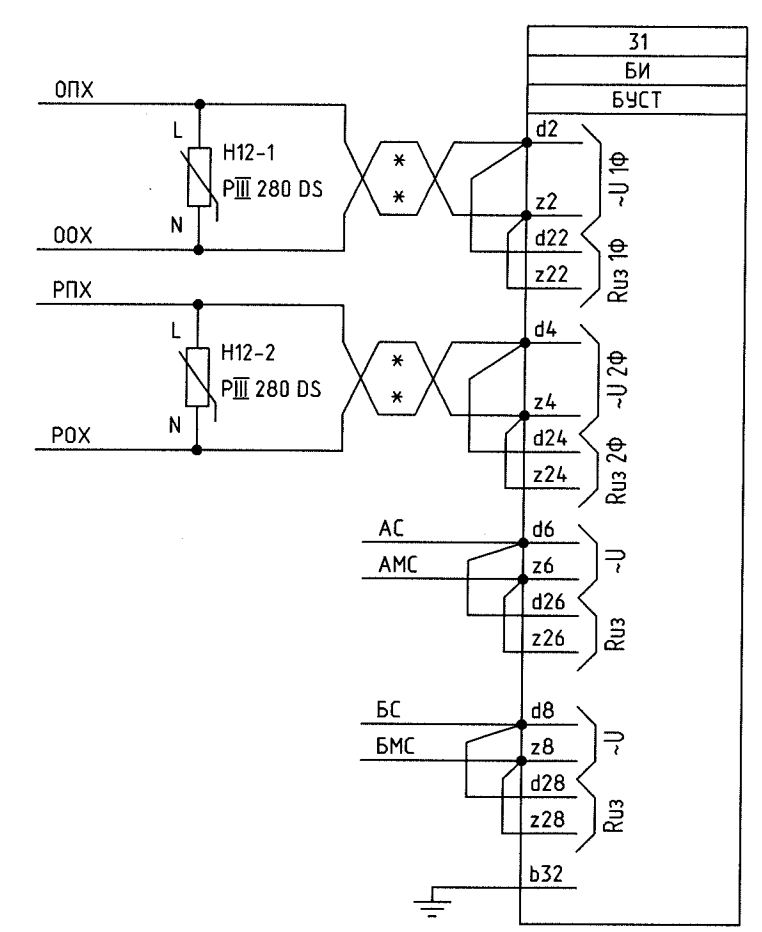 31
БИ
БУСТ
ОПХ
L
Н12-1
РIII 280 DS
N
ООХ
* *
d2
z2
~U 1Ф
d22
z22
Rиз 1Ф
РПХ
L
Н12-2
РIII 280 DS
N
РОХ
* *
d4
z4
~U 2Ф
d24
z24
Rиз 2Ф
АС
АМС
d6
z6
~U
d26
z26
Rиз
БС
БМС
d8
z8
~U
d28
z28
Rиз
b32